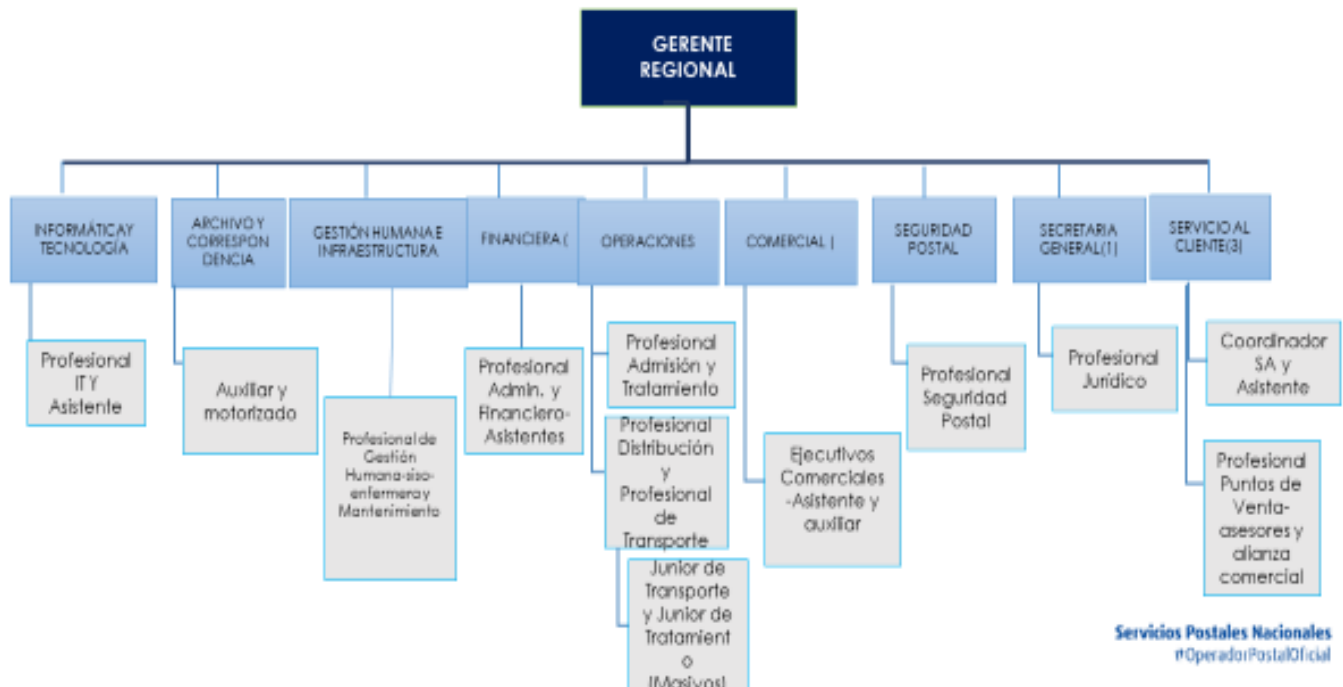 GERENTE
REGIONAL
INFORMÁTICA Y
TECNOLOGÍA
ARCHIVO Y
CORRESPON
DENCIA
GESTIÓN HUMANA E
INFRAESTRUCTURA
FINANCIERA (
OPERACIONES
COMERCIAL (
SEGURIDAD
POSTAL
SECRETARIA
GENERAL(1)
SERVICIO AL
CLIENTE(3)
Profesional
IT Y
Asistente
Auxiliar y
motorizado
Profesional de
Gestión
Humana-siso-
enfermera y
Mantenimiento
Profesional
Admin. y
Financiero-
Asistentes
Profesional
Admisión y
Tratamiento
Profesional
Distribución
y
Profesional
de
Transporte
Junior de
Transporte
y Junior de
Tratamient
o
(Masivos)
Ejecutivos
Comerciales
-Asistente y
auxiliar
Profesional
Seguridad
Postal
Profesional
Jurídico
Coordinador
SA y
Asistente
Profesional
Puntos de
Venta-
asesores y
alianza
comercial
Servicios Postales Nacionales
#OperadorPostalOficial